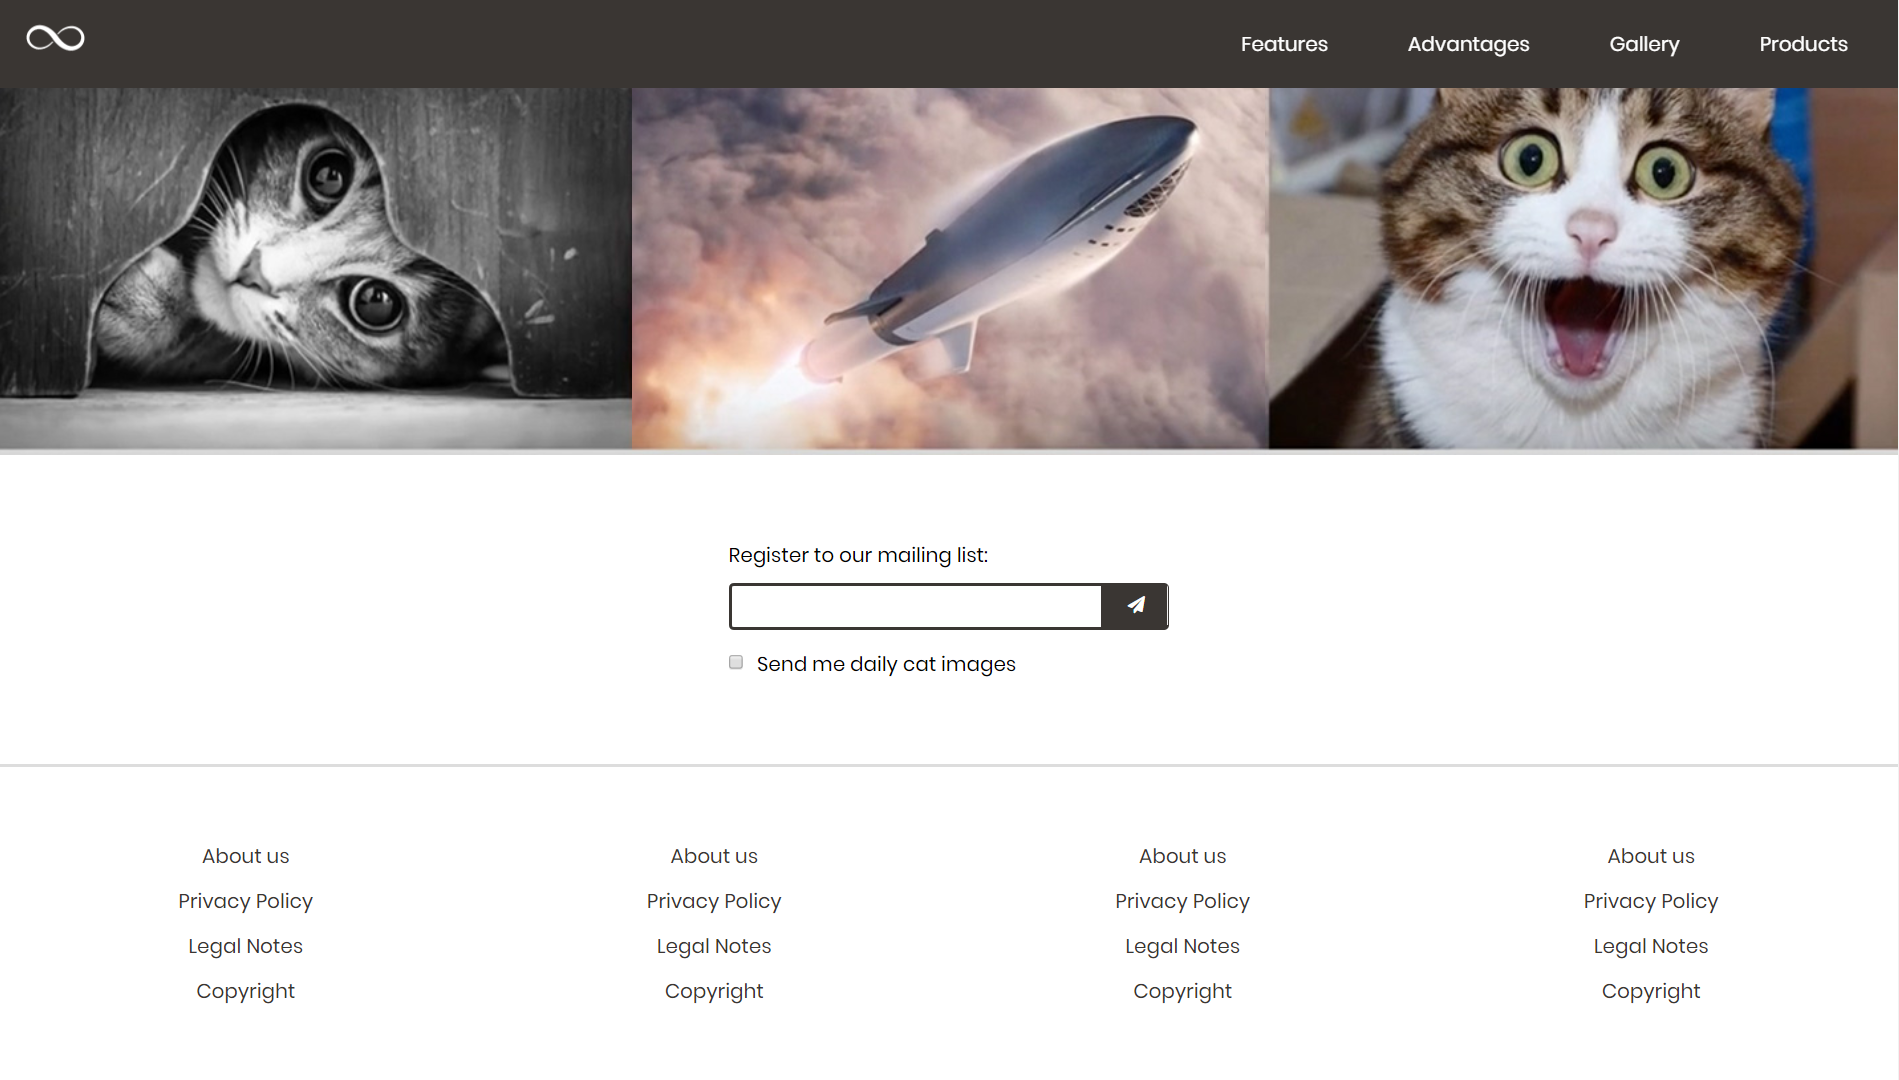 Features Advantages Gallery Products
Register to our mailing list:
Send me daily cat images
About us About us About us About us
Privacy Policy Privacy Policy Privacy Policy Privacy Policy
Legal Notes Legal Notes Legal Notes Legal Notes
Copyright Copyright Copyright Copyright